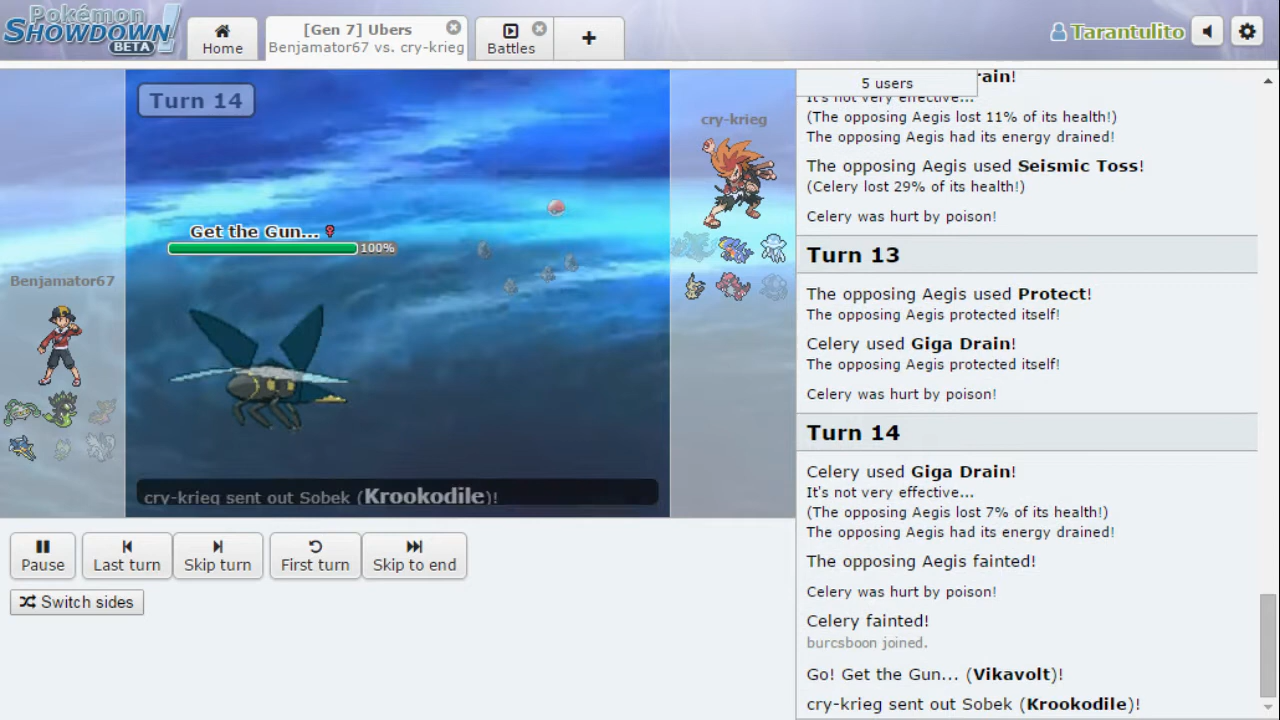 Pokémon
SHOWDOWN!
BETA
Home
[Gen 7] Ubers
Benjamator67 vs. cry-krieg
Battles
Tarantulito
Turn 14
cry-krieg
Get the Gun... ♀
100%
Benjamator67
cry-krieg sent out Sobek (Krookodile)!
Pause
Last turn
Skip turn
First turn
Skip to end
Switch sides
5 users
rain!
It's not very effective...
(The opposing Aegis lost 11% of its health!)
The opposing Aegis had its energy drained!
The opposing Aegis used Seismic Toss!
(Celery lost 29% of its health!)
Celery was hurt by poison!
Turn 13
The opposing Aegis used Protect!
The opposing Aegis protected itself!
Celery used Giga Drain!
The opposing Aegis protected itself!
Celery was hurt by poison!
Turn 14
Celery used Giga Drain!
It's not very effective...
(The opposing Aegis lost 7% of its health!)
The opposing Aegis had its energy drained!
The opposing Aegis fainted!
Celery was hurt by poison!
Celery fainted!
burcsboon joined.
Go! Get the Gun... (Vikavolt)!
cry-krieg sent out Sobek (Krookodile)!